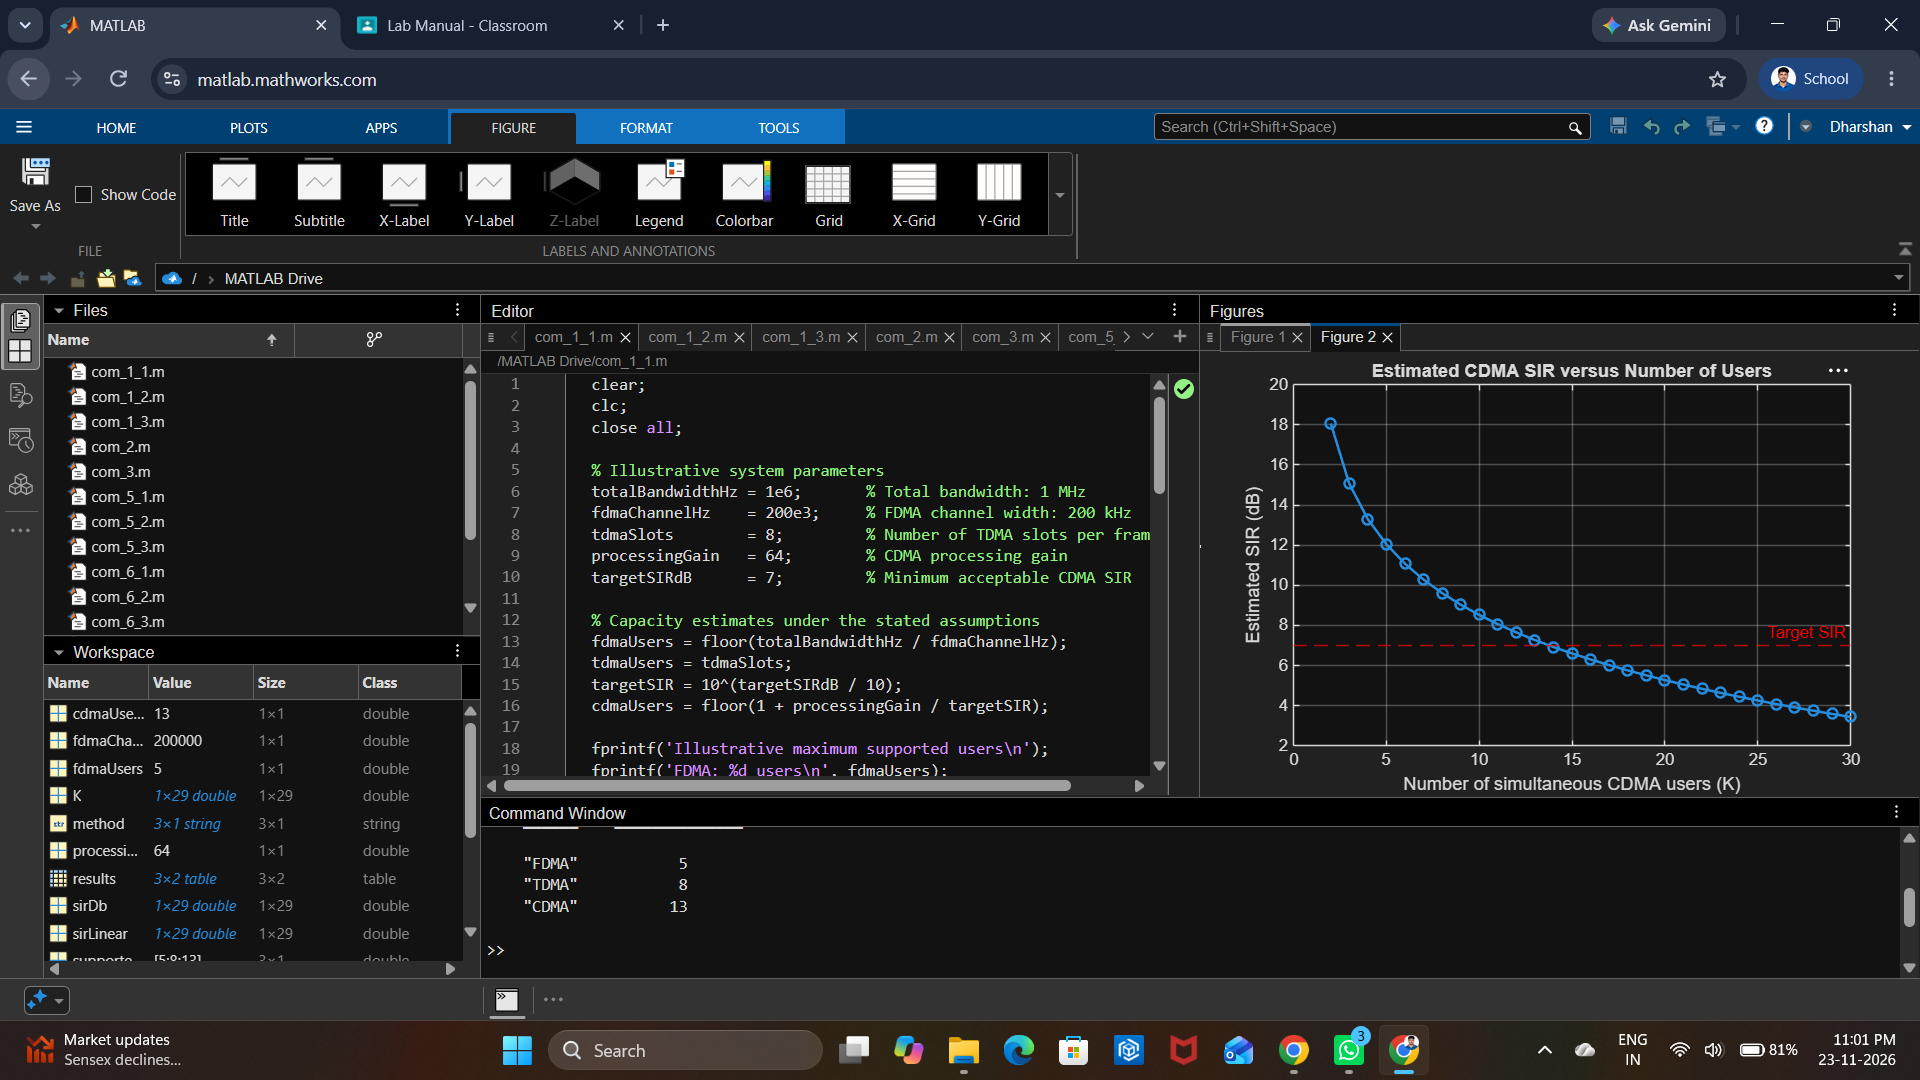 MATLAB
Lab Manual - Classroom
Ask Gemini
matlab.mathworks.com
School
HOME
PLOTS
APPS
FIGURE
FORMAT
TOOLS
Search (Ctrl+Shift+Space)
Dharshan
Save As
Show Code
Title
Subtitle
X-Label
Y-Label
Z-Label
Legend
Colorbar
Grid
X-Grid
Y-Grid
FILE
LABELS AND ANNOTATIONS
/ › MATLAB Drive
Files
Name
com_1_1.m
com_1_2.m
com_1_3.m
com_2.m
com_3.m
com_5_1.m
com_5_2.m
com_5_3.m
com_6_1.m
com_6_2.m
com_6_3.m
Workspace
Name Value Size Class
cdmaUse... 13 1×1 double
fdmaCha... 200000 1×1 double
fdmaUsers 5 1×1 double
K 1×29 double 1×29 double
method 3×1 string 3×1 string
processi... 64 1×1 double
results 3×2 table 3×2 table
sirDb 1×29 double 1×29 double
sirLinear 1×29 double 1×29 double
supporte... [5;8;13] 3×1 double
Editor
com_1_1.m
com_1_2.m
com_1_3.m
com_2.m
com_3.m
com_5_
/MATLAB Drive/com_1_1.m
1 clear;
2 clc;
3 close all;
4
5 % Illustrative system parameters
6 totalBandwidthHz = 1e6; % Total bandwidth: 1 MHz
7 fdmaChannelHz = 200e3; % FDMA channel width: 200 kHz
8 tdmaSlots = 8; % Number of TDMA slots per fram
9 processingGain = 64; % CDMA processing gain
10 targetSIRdB = 7; % Minimum acceptable CDMA SIR
11
12 % Capacity estimates under the stated assumptions
13 fdmaUsers = floor(totalBandwidthHz / fdmaChannelHz);
14 tdmaUsers = tdmaSlots;
15 targetSIR = 10^(targetSIRdB / 10);
16 cdmaUsers = floor(1 + processingGain / targetSIR);
17
18 fprintf('Illustrative maximum supported users\n');
19 fprintf('FDMA: %d users\n', fdmaUsers);
Figures
Figure 1
Figure 2
Estimated CDMA SIR versus Number of Users
Estimated SIR (dB)
20
18
16
14
12
10
8
6
4
2
Target SIR
0 5 10 15 20 25 30
Number of simultaneous CDMA users (K)
Command Window
"FDMA" 5
"TDMA" 8
"CDMA" 13
>>
Market updates
Sensex declines...
Search
3
ENG
IN
81%
11:01 PM
23-11-2026